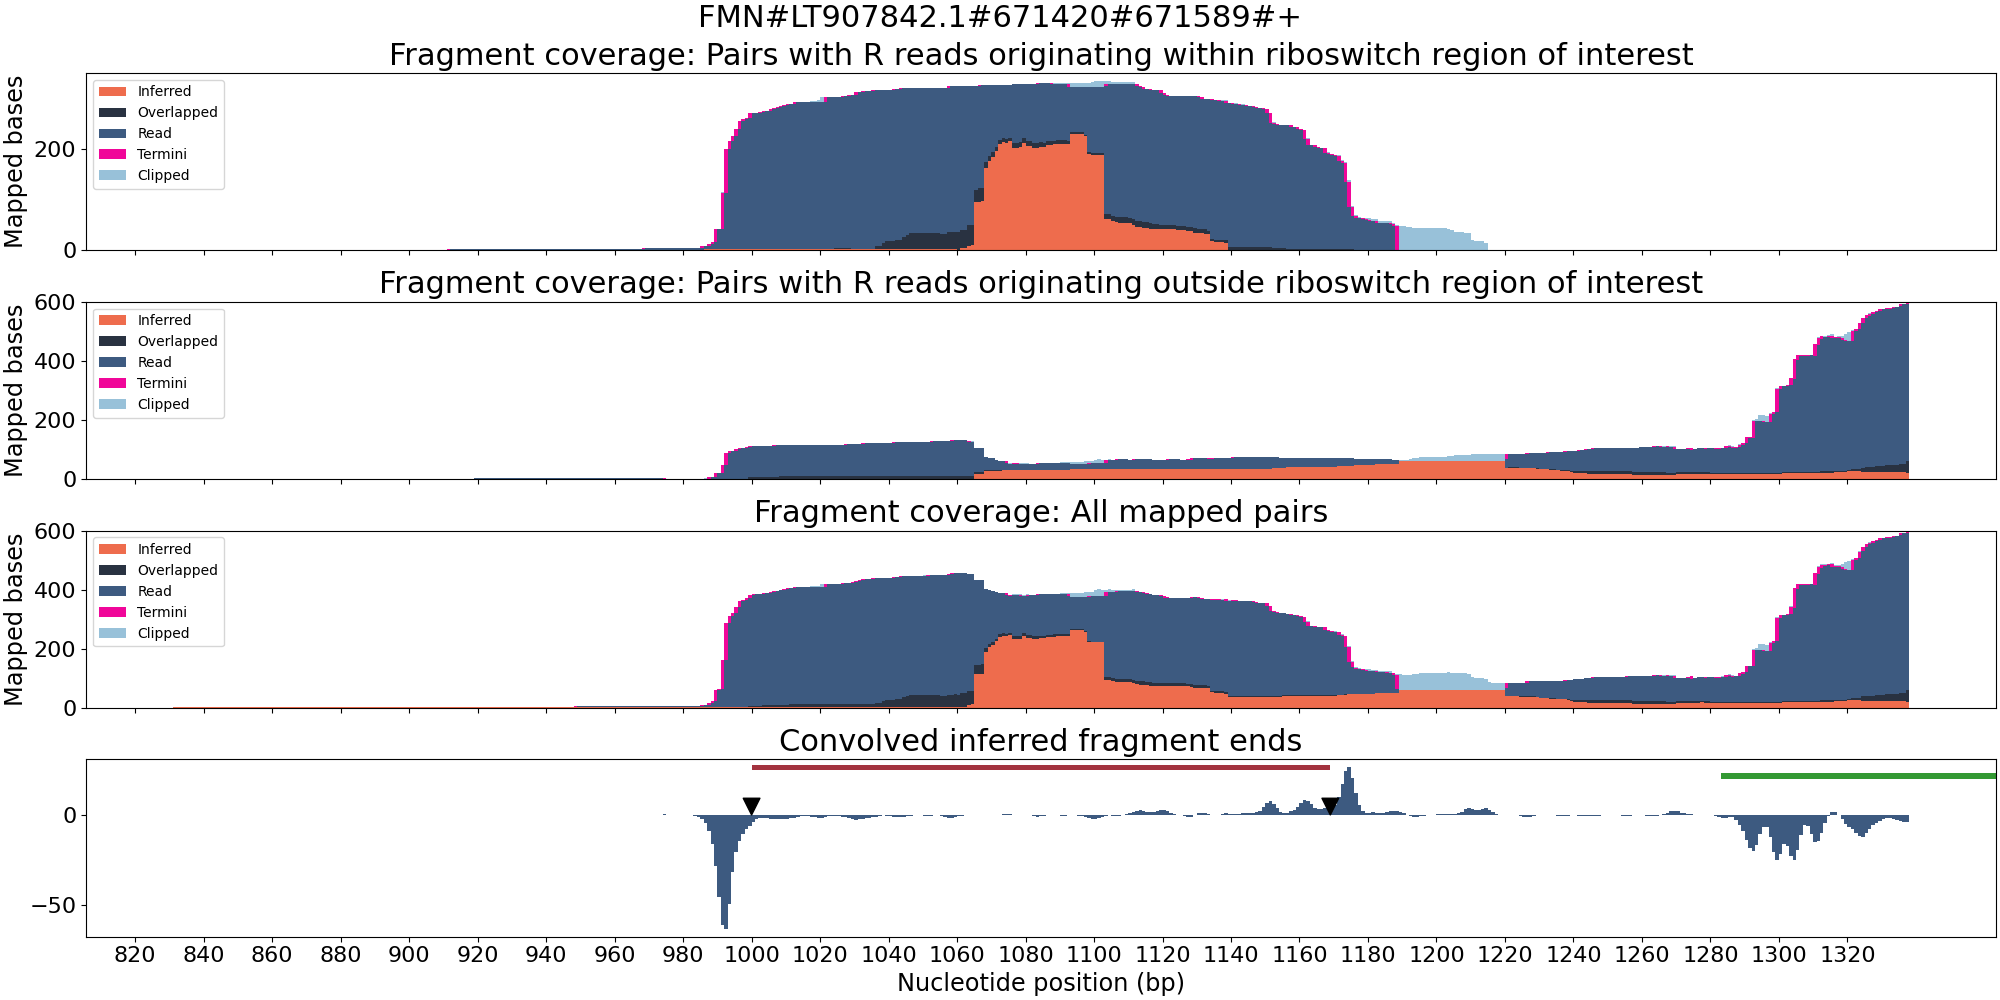 FMN#LT907842.1#671420#671589#+
Fragment coverage: Pairs with R reads originating within riboswitch region of interest
Mapped bases
200
0
Inferred
Overlapped
Read
Termini
Clipped
Fragment coverage: Pairs with R reads originating outside riboswitch region of interest
Mapped bases
600
400
200
0
Inferred
Overlapped
Read
Termini
Clipped
Fragment coverage: All mapped pairs
Mapped bases
600
400
200
0
Inferred
Overlapped
Read
Termini
Clipped
Convolved inferred fragment ends
0
−50
820 840 860 880 900 920 940 960 980 1000 1020 1040 1060 1080 1100 1120 1140 1160 1180 1200 1220 1240 1260 1280 1300 1320
Nucleotide position (bp)